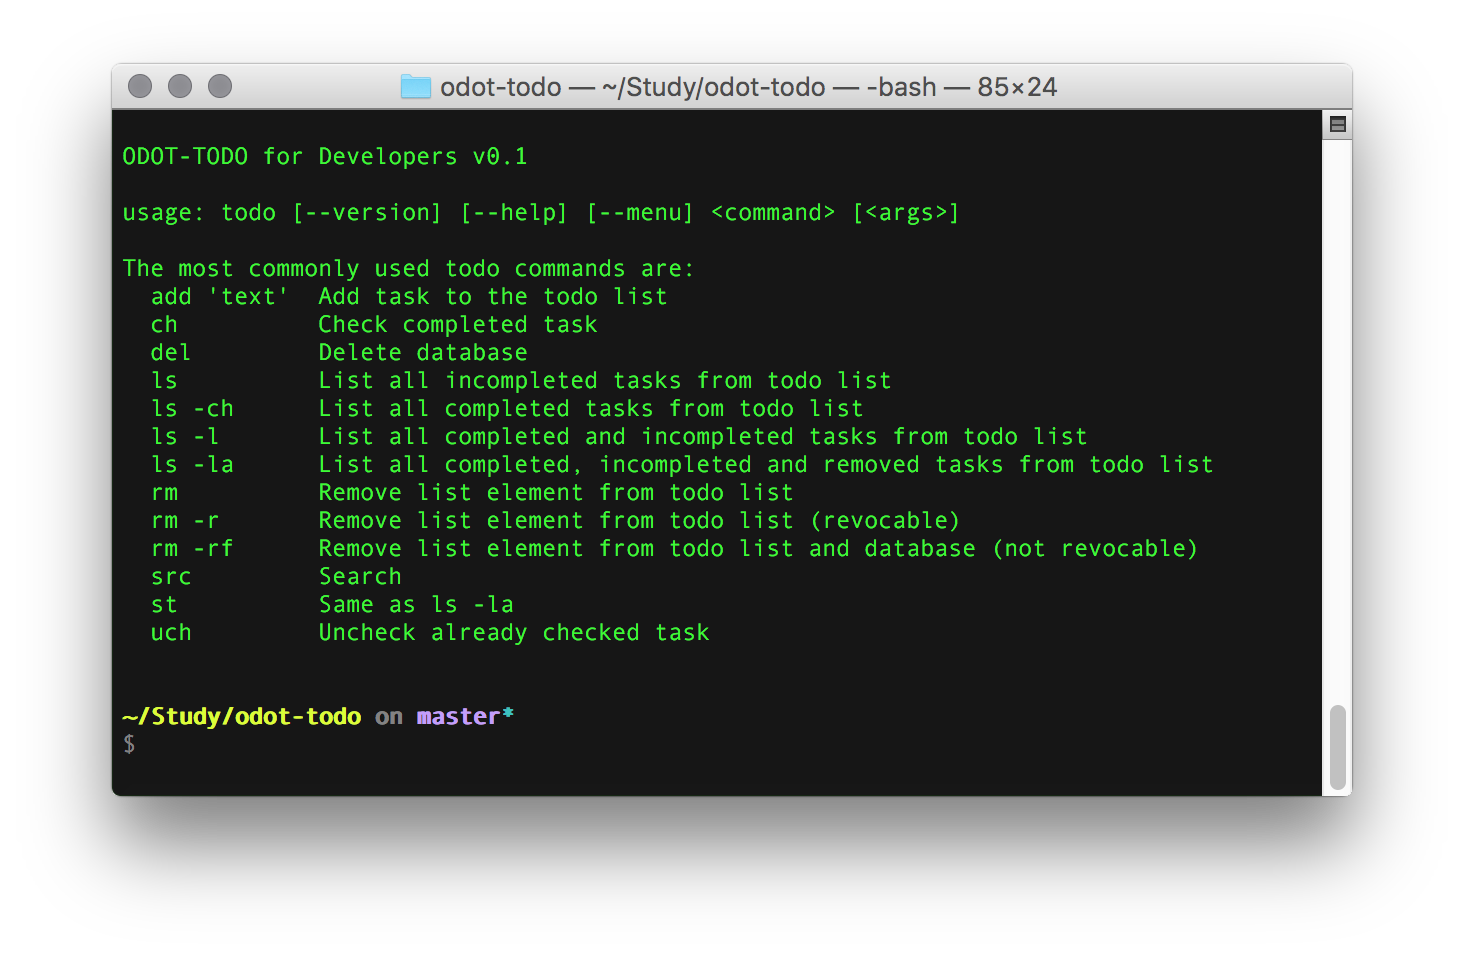 odot-todo — ~/Study/odot-todo — -bash — 85×24
ODOT-TODO for Developers v0.1
usage: todo [--version] [--help] [--menu] <command> [<args>]
The most commonly used todo commands are:
  add 'text'  Add task to the todo list
  ch          Check completed task
  del         Delete database
  ls          List all incompleted tasks from todo list
  ls -ch      List all completed tasks from todo list
  ls -l       List all completed and incompleted tasks from todo list
  ls -la      List all completed, incompleted and removed tasks from todo list
  rm          Remove list element from todo list
  rm -r       Remove list element from todo list (revocable)
  rm -rf      Remove list element from todo list and database (not revocable)
  src         Search
  st          Same as ls -la
  uch         Uncheck already checked task
~/Study/odot-todo on master*
$